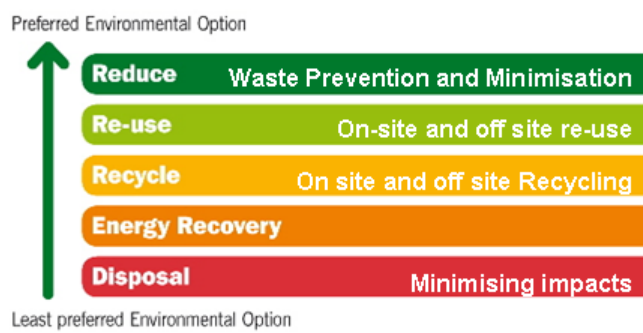 Preferred Environmental Option
Reduce Waste Prevention and Minimisation
Re-use On-site and off site re-use
Recycle On site and off site Recycling
Energy Recovery
Disposal Minimising impacts
Least preferred Environmental Option